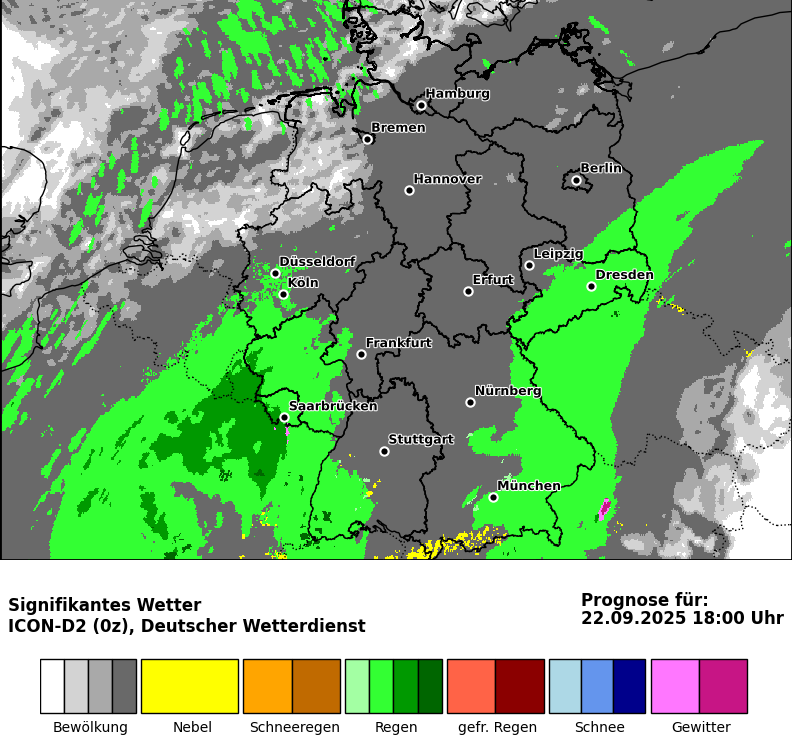 Hamburg
Bremen
Berlin
Hannover
Leipzig
Düsseldorf
Dresden
Erfurt
Köln
Frankfurt
Nürnberg
Saarbrücken
Stuttgart
München
Signifikantes Wetter
ICON-D2 (0z), Deutscher Wetterdienst
Prognose für:
22.09.2025 18:00 Uhr
Bewölkung Nebel Schneeregen Regen gefr. Regen Schnee Gewitter